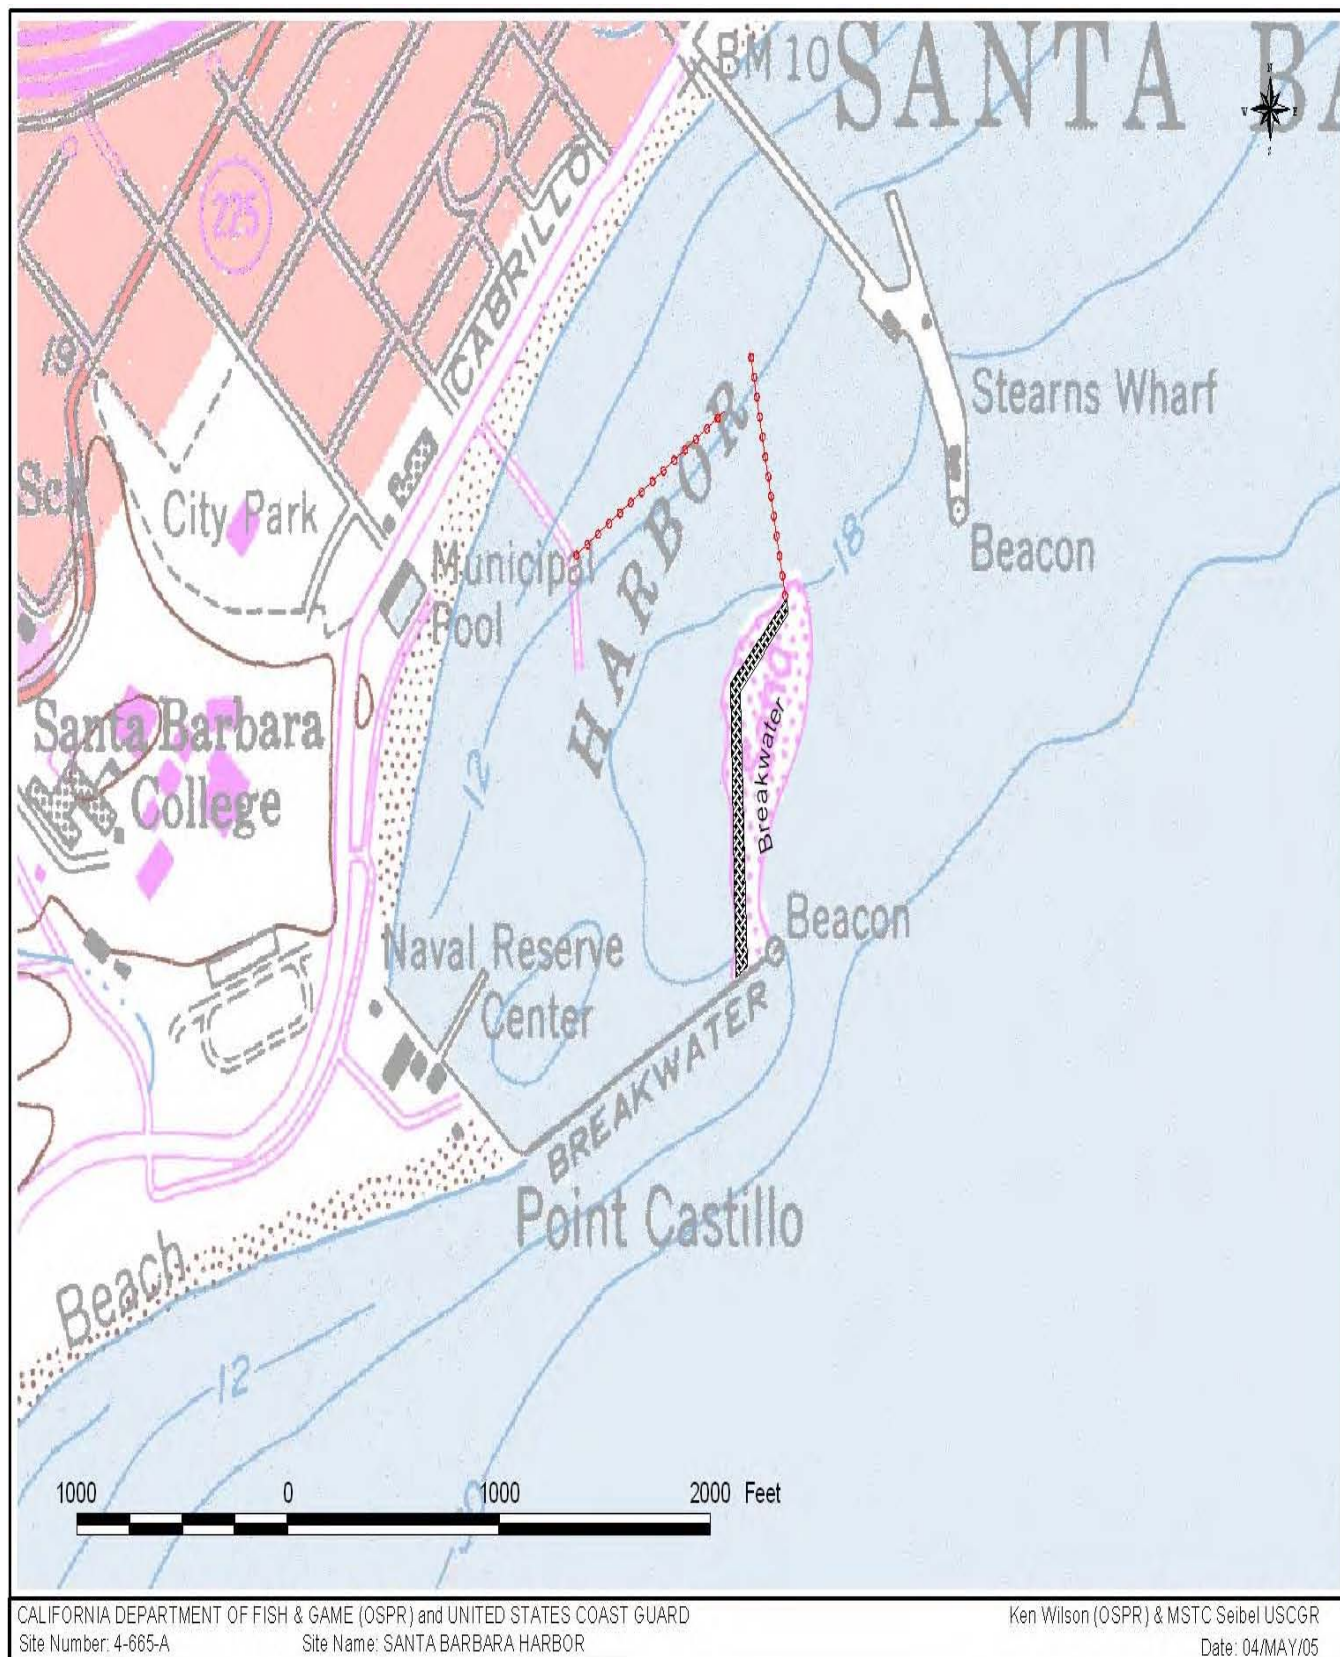 BM 10
SANTA BA
N
W
E
S
225
CABRILLO
Stearns Wharf
HARBOR
City Park
Beacon
18
Municipal
Pool
Santa Barbara
College
12
Breakwater
Beacon
Naval Reserve
Center
BREAKWATER
Point Castillo
Beach
12
1000 0 1000 2000 Feet
CALIFORNIA DEPARTMENT OF FISH & GAME (OSPR) and UNITED STATES COAST GUARD
Ken Wilson (OSPR) & MSTC Seibel USCGR
Site Number: 4-665-A Site Name: SANTA BARBARA HARBOR
Date: 04/MAY/05